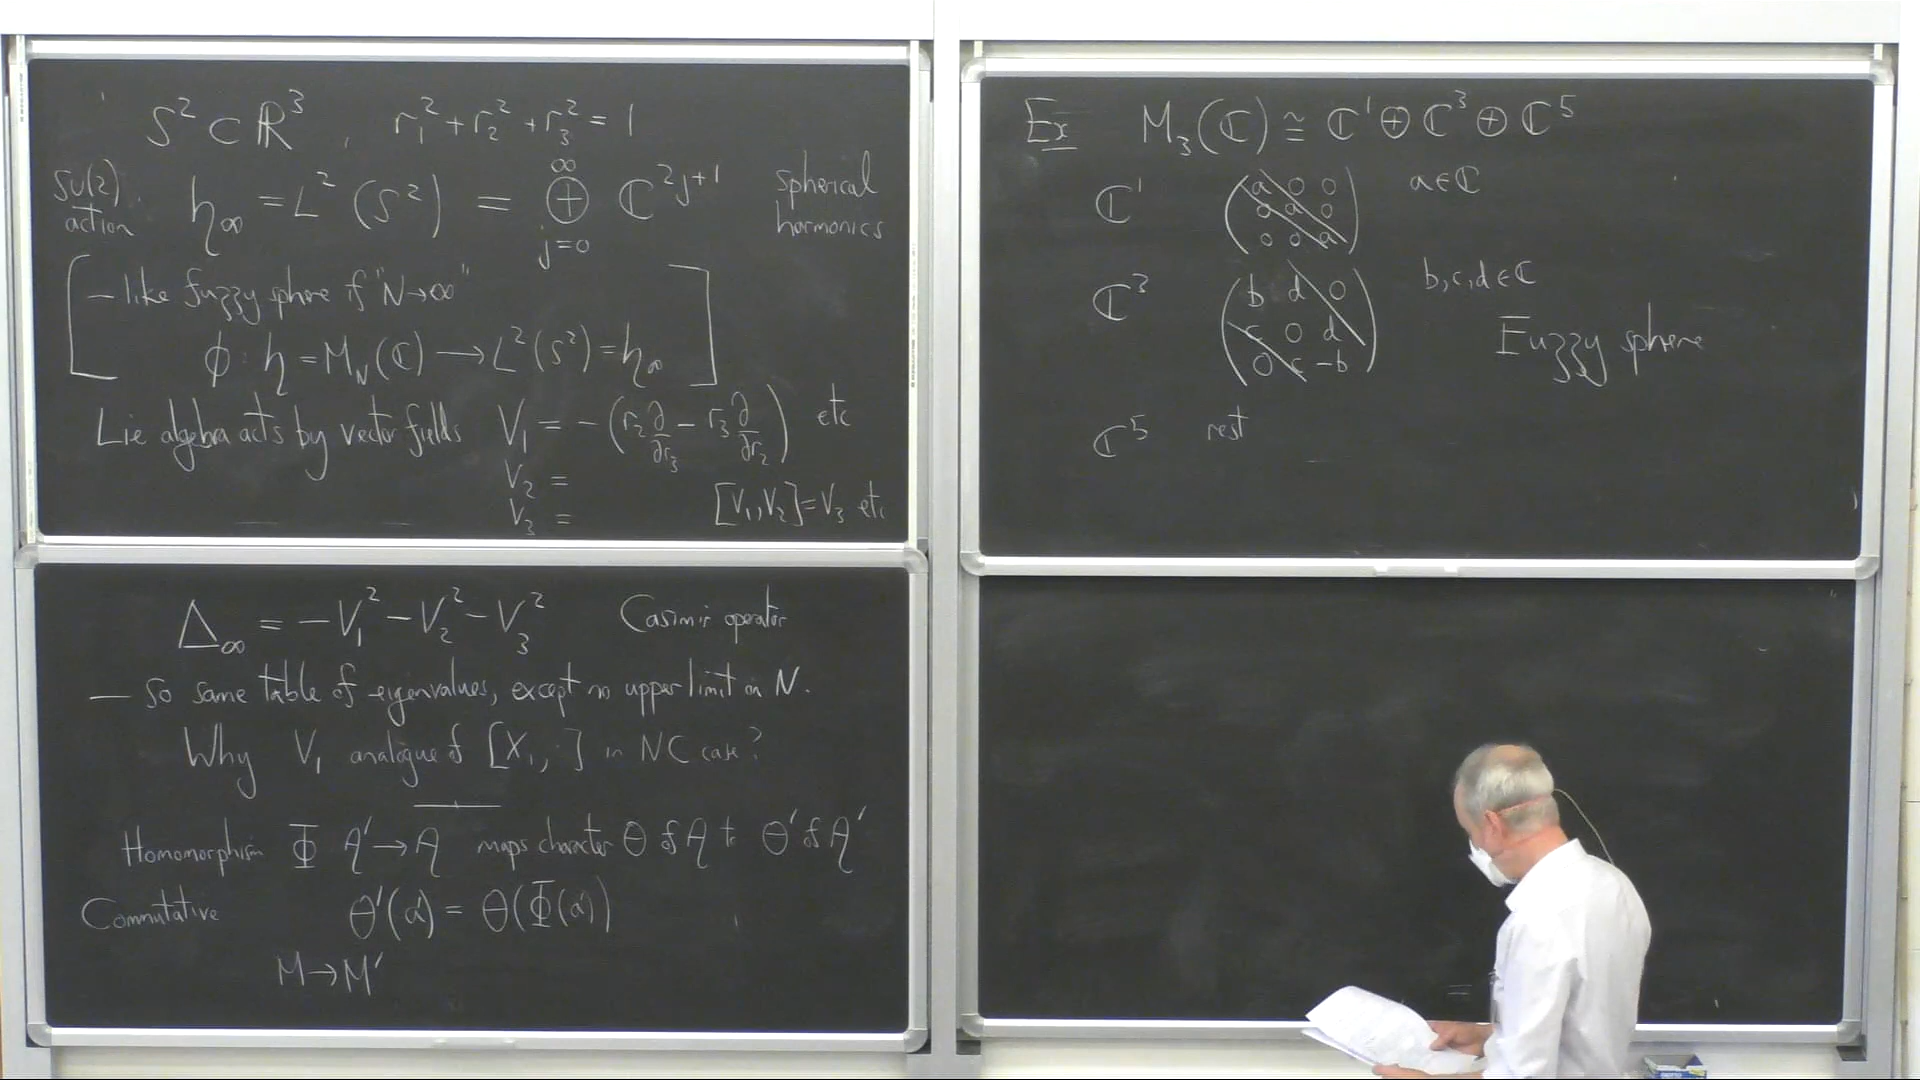 S² ⊂ ℝ³ , r₁² + r₂² + r₃² = 1
SU(2) action. h_∞ = L²(S²) = ⊕_{j=0}^{∞} ℂ^{2j+1} spherical harmonics
[ – like fuzzy sphere if "N→∞"
ϕ : h = M_N(ℂ) → L²(S²) = h_∞ ]
Lie algebra acts by vector fields V₁ = −(r₂ ∂/∂r₃ − r₃ ∂/∂r₂) etc
V₂ =
V₃ = [V₁,V₂] = V₃ etc
Δ_∞ = −V₁² − V₂² − V₃² Casimir operator
— So same table of eigenvalues, except no upper limit on N.
Why V₁ analogue of [X₁, ·] in NC case?
Homomorphism Φ A′ → A maps character θ of A to θ′ of A′
Commutative θ′(a′) = θ(Φ(a′))
M → M′
Ex M₃(ℂ) ≅ ℂ¹ ⊕ ℂ³ ⊕ ℂ⁵
ℂ¹ (a 0 0
0 a 0
0 0 a) a ∈ ℂ
ℂ³ (b d 0
c 0 d
0 c −b) b,c,d ∈ ℂ
Fuzzy sphere
ℂ⁵ rest